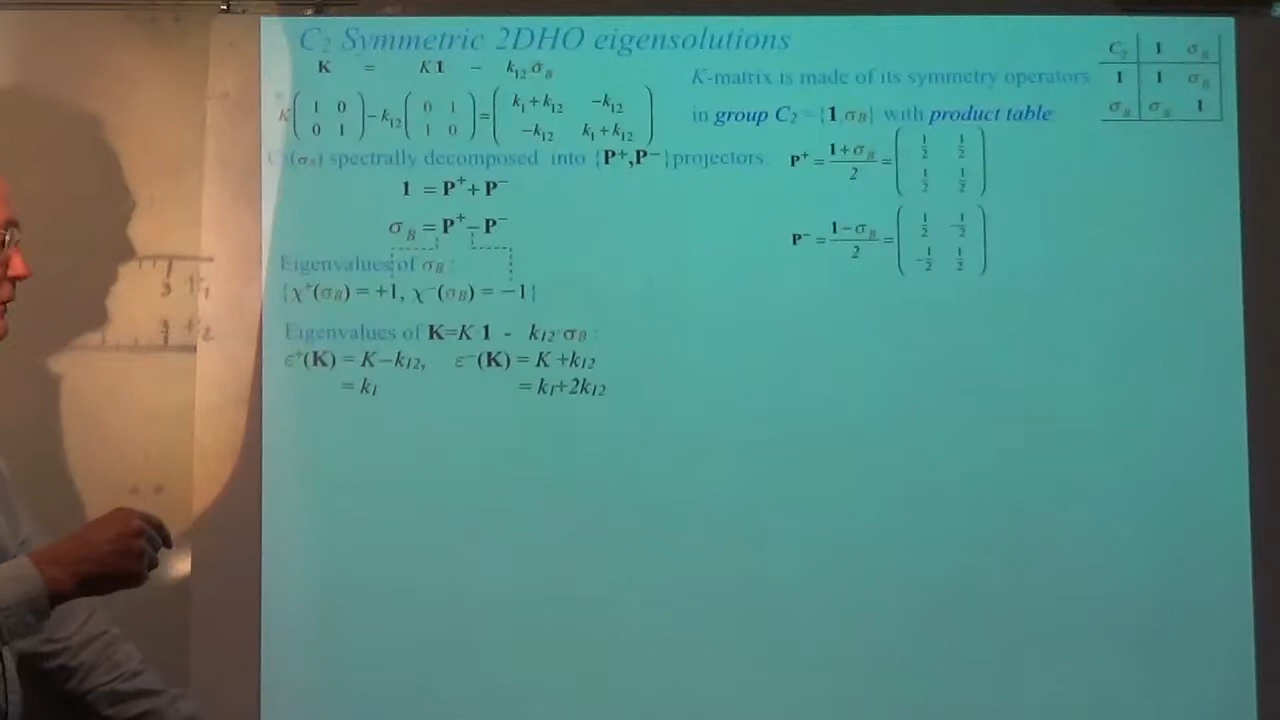 C₂ Symmetric 2DHO eigensolutions
K = K1 - k₁₂σ_B
K ( 1 0 ; 0 1 ) - k₁₂ ( 0 1 ; 1 0 ) = ( k₁+k₁₂ -k₁₂ ; -k₁₂ k₁+k₁₂ )
K-matrix is made of its symmetry operators
in group C₂ = {1,σ_B} with product table
C₂ 1 σ_B
1 1 σ_B
σ_B σ_B 1
C₂(σ_B) spectrally decomposed into {P⁺,P⁻} projectors:
1 = P⁺+P⁻
σ_B = P⁺-P⁻
P⁺ = (1+σ_B)/2 = ( 1/2 1/2 ; 1/2 1/2 )
P⁻ = (1-σ_B)/2 = ( 1/2 -1/2 ; -1/2 1/2 )
Eigenvalues of σ_B :
{χ⁺(σ_B) = +1, χ⁻(σ_B) = -1}
Eigenvalues of K=K·1 - k₁₂·σ_B :
ε⁺(K) = K-k₁₂, ε⁻(K) = K+k₁₂
= k₁ = k₁+2k₁₂